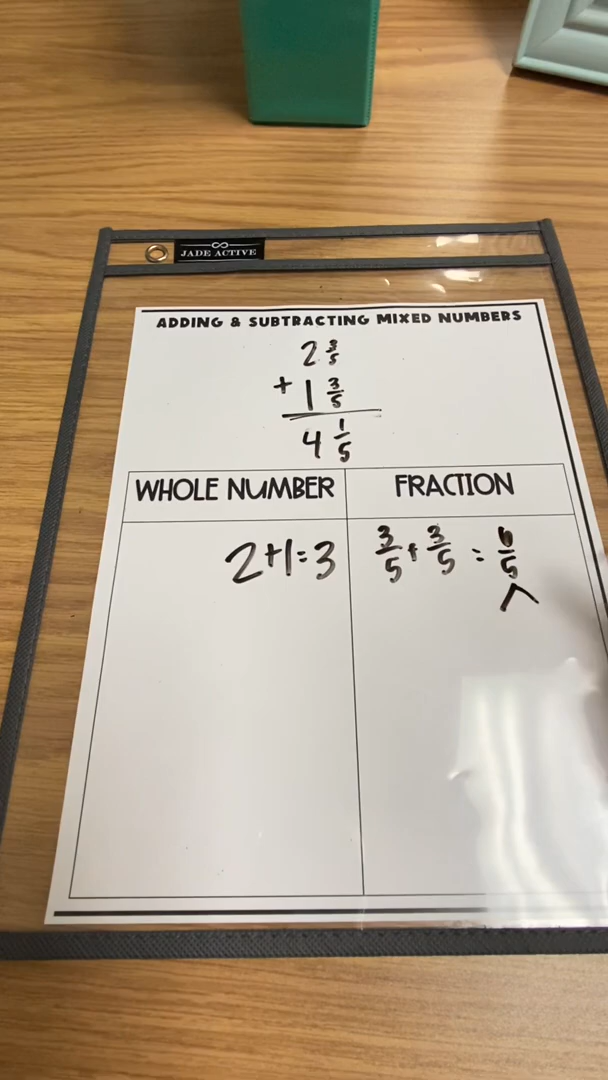 JADE ACTIVE
ADDING & SUBTRACTING MIXED NUMBERS
2 3/5
+ 1 3/5
4 1/5
WHOLE NUMBER
FRACTION
2+1=3
3/5 + 3/5 = 6/5